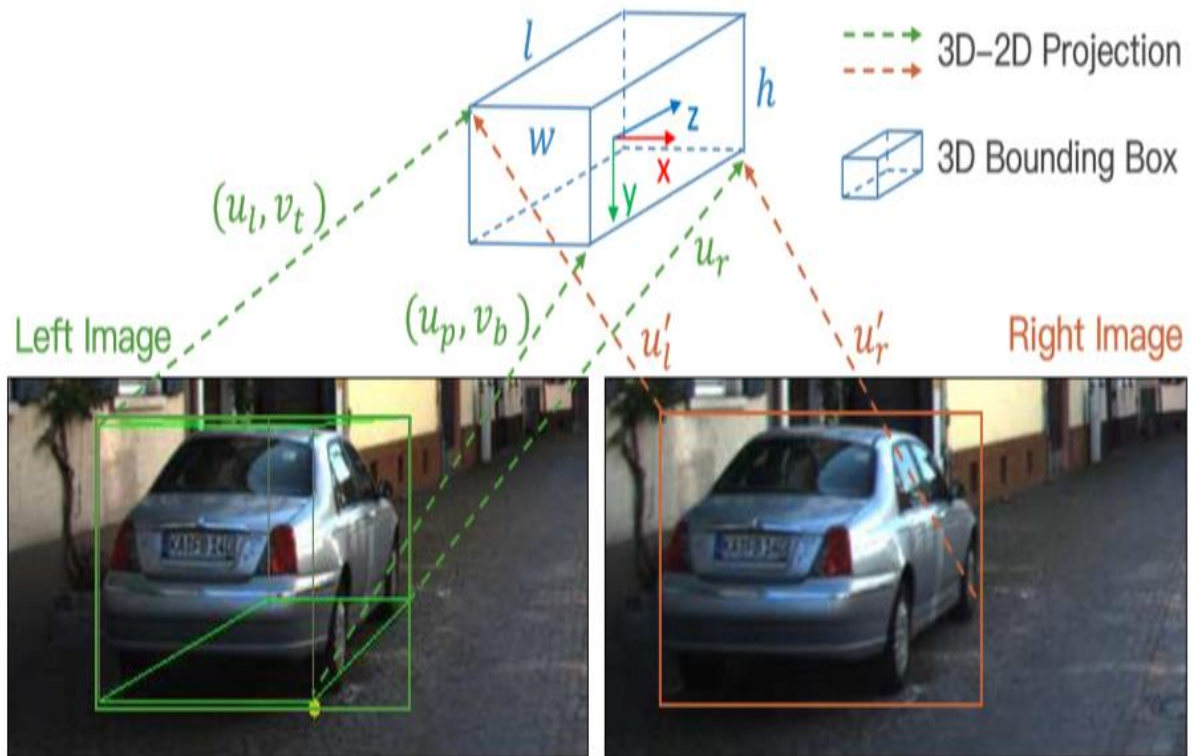 l
w
h
z
x
y
3D–2D Projection
3D Bounding Box
(u_l, v_t)
u_r
(u_p, v_b)
u'_l
u'_r
Left Image
Right Image